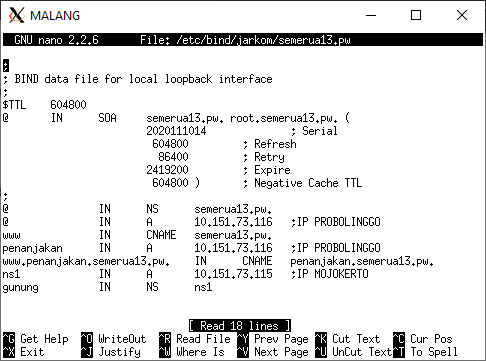 MALANG
GNU nano 2.2.6 File: /etc/bind/jarkom/semerua13.pw
;
; BIND data file for local loopback interface
;
$TTL 604800
@ IN SOA semerua13.pw. root.semerua13.pw. (
2020111014 ; Serial
604800 ; Refresh
86400 ; Retry
2419200 ; Expire
604800 ) ; Negative Cache TTL
;
@ IN NS semerua13.pw.
@ IN A 10.151.73.116 ;IP PROBOLINGGO
www IN CNAME semerua13.pw.
penanjakan IN A 10.151.73.116 ;IP PROBOLINGGO
www.penanjakan.semerua13.pw. IN CNAME penanjakan.semerua13.pw.
ns1 IN A 10.151.73.115 ;IP MOJOKERTO
gunung IN NS ns1
[ Read 18 lines ]
^G Get Help ^O WriteOut ^R Read File ^Y Prev Page ^K Cut Text ^C Cur Pos
^X Exit ^J Justify ^W Where Is ^V Next Page ^U UnCut Text ^T To Spell